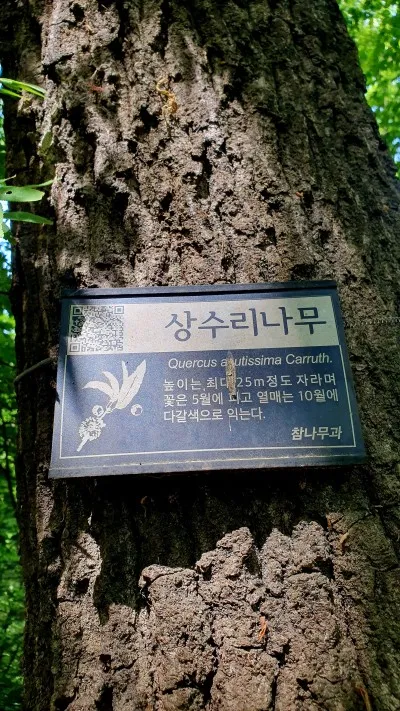 상수리나무
Quercus acutissima Carruth.
높이는 최대 25m정도 자라며
꽃은 5월에 피고 열매는 10월에
다갈색으로 익는다.
참나무과